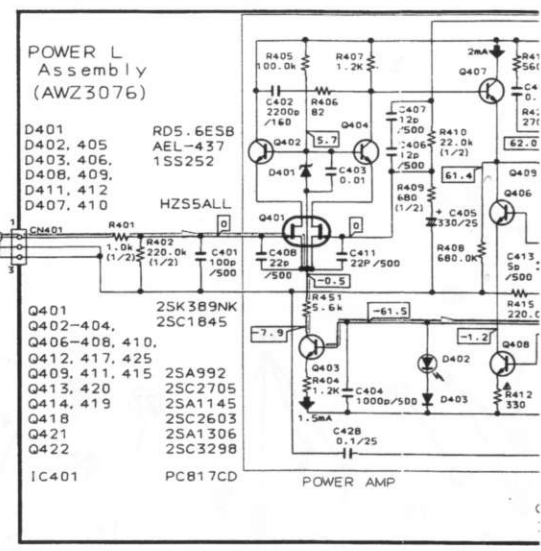 POWER L
Assembly
(AWZ3076)
D401 RD5.6ESB
D402, 405 AEL-437
D403, 406, 1SS252
D408, 409,
D411, 412
D407, 410 HZS5ALL
1
CN401
3
R401
1.0k
(1/2)
R402
220.0k
(1/2)
C401
100p
/500
C408
22p
/500
Q401
0
0
C411
22P/500
R405
100.0k
R407
1.2K
C402
2200p
/160
R406
82
Q402
5.7
Q404
D401
C403
0.01
C407
12p
/500
C406
12p
/500
R410
22.0k
(1/2)
R409
680
(1/2)
C405
330/25
R408
680.0K
2mA
Q407
62.0
61.4
Q409
Q406
C413
5p
/500
R415
220.0
-0.5
R451
5.6k
-7.9
-61.5
-1.2
Q408
Q403
R404
1.2K
1.5mA
C404
1000p/500
D402
D403
R412
330
C428
0.1/25
Q401 2SK389NK
Q402-404, 2SC1845
Q406-408, 410,
Q412, 417, 425
Q409, 411, 415 2SA992
Q413, 420 2SC2705
Q414, 419 2SA1145
Q418 2SC2603
Q421 2SA1306
Q422 2SC3298
IC401 PC817CD
POWER AMP